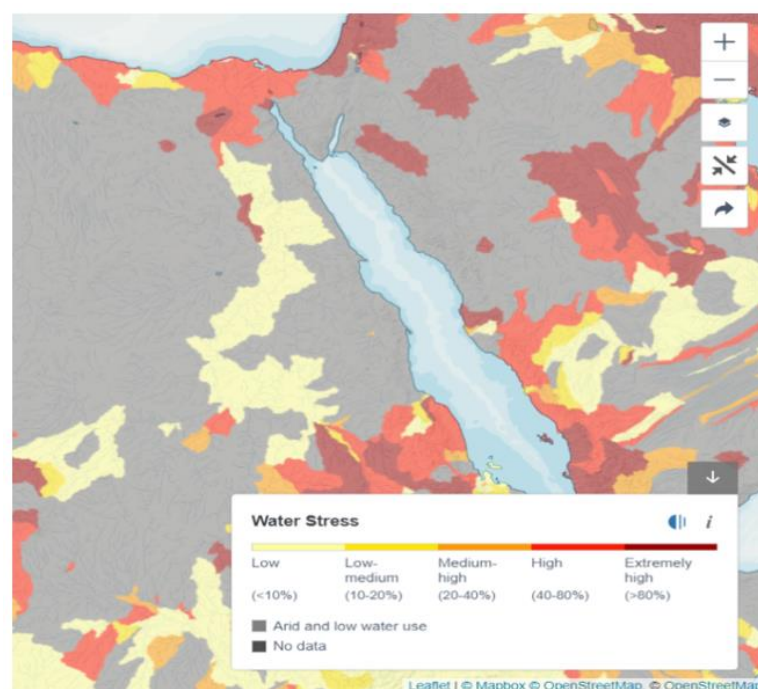 Water Stress
Low Low-medium Medium-high High Extremely high
(<10%) (10-20%) (20-40%) (40-80%) (>80%)
Arid and low water use
No data
Leaflet | © Mapbox © OpenStreetMap, © OpenStreetMap